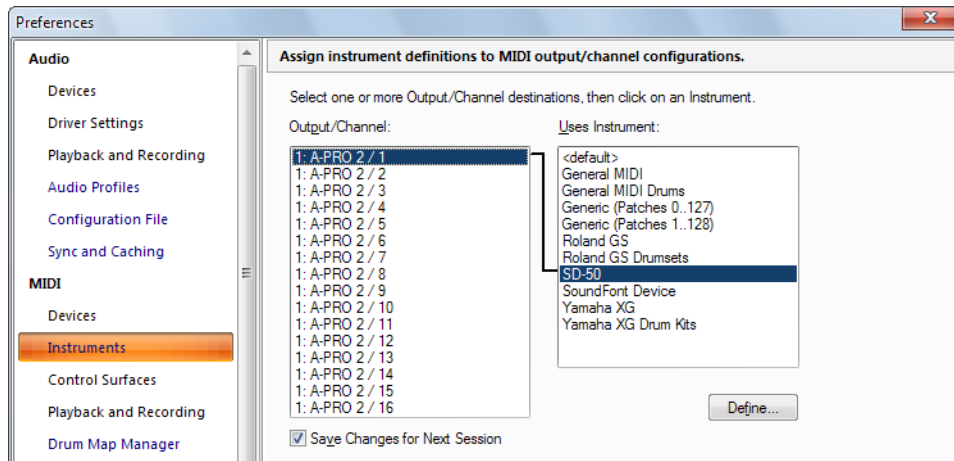 Preferences
Audio
Devices
Driver Settings
Playback and Recording
Audio Profiles
Configuration File
Sync and Caching
MIDI
Devices
Instruments
Control Surfaces
Playback and Recording
Drum Map Manager
Assign instrument definitions to MIDI output/channel configurations.
Select one or more Output/Channel destinations, then click on an Instrument.
Output/Channel:
1: A-PRO 2 / 1
1: A-PRO 2 / 2
1: A-PRO 2 / 3
1: A-PRO 2 / 4
1: A-PRO 2 / 5
1: A-PRO 2 / 6
1: A-PRO 2 / 7
1: A-PRO 2 / 8
1: A-PRO 2 / 9
1: A-PRO 2 / 10
1: A-PRO 2 / 11
1: A-PRO 2 / 12
1: A-PRO 2 / 13
1: A-PRO 2 / 14
1: A-PRO 2 / 15
1: A-PRO 2 / 16
Uses Instrument:
<default>
General MIDI
General MIDI Drums
Generic (Patches 0..127)
Generic (Patches 1..128)
Roland GS
Roland GS Drumsets
SD-50
SoundFont Device
Yamaha XG
Yamaha XG Drum Kits
Define...
Save Changes for Next Session